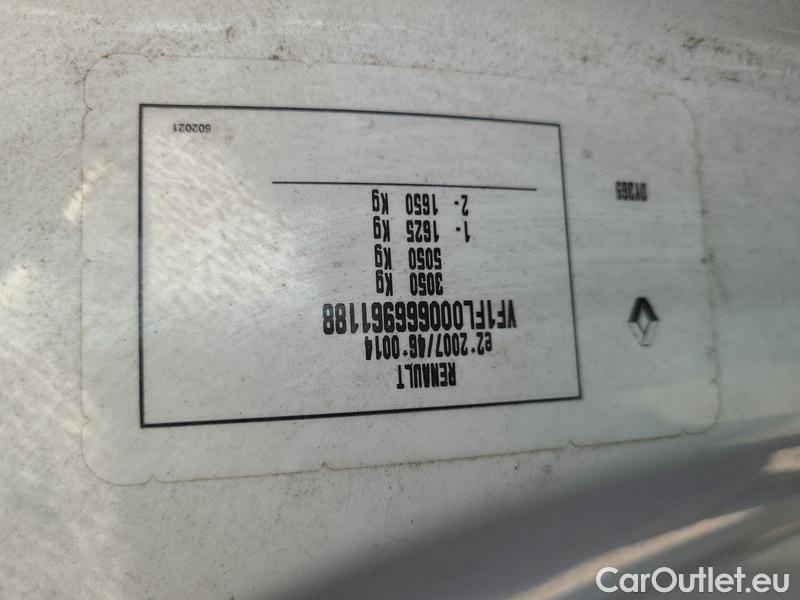 RENAULT
e2*2007/46*0014
VF1FL000666961188
3050 Kg
5050 Kg
1- 1625 Kg
2- 1650 Kg
602021
DY369
CarOutlet.eu